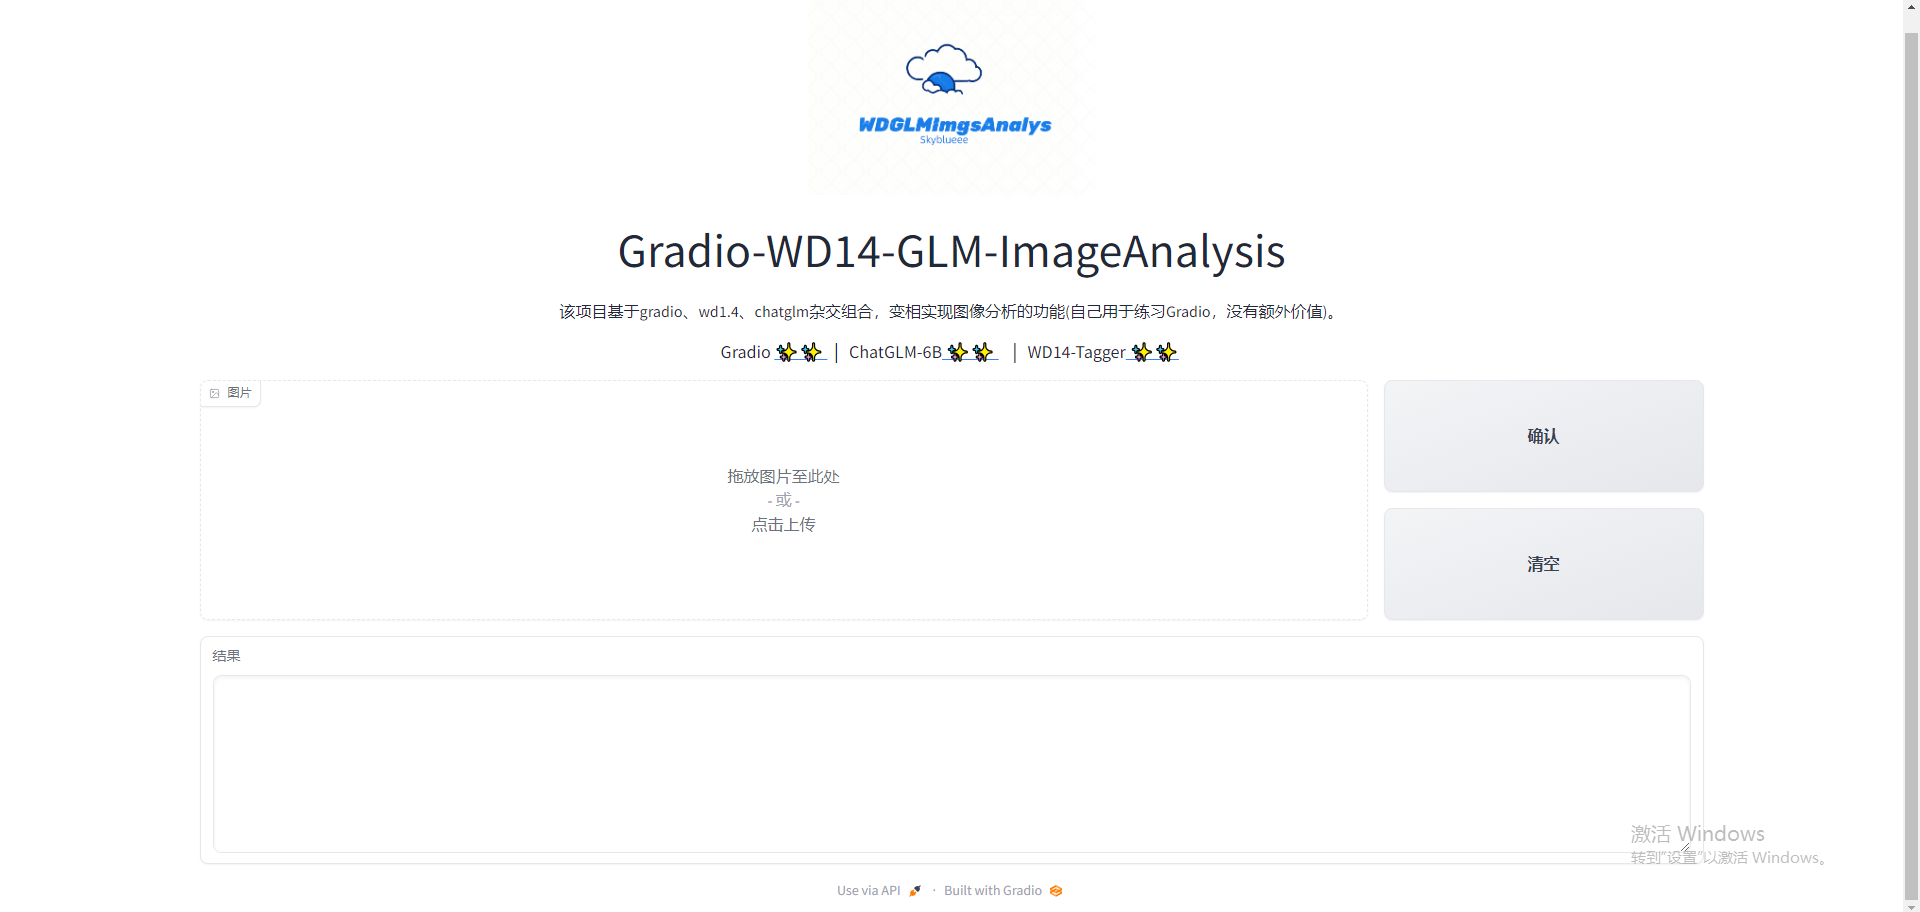 WDGLMImgsAnalys
Skyblueee
Gradio-WD14-GLM-ImageAnalysis
该项目基于gradio、wd1.4、chatglm杂交组合，变相实现图像分析的功能(自己用于练习Gradio，没有额外价值)。
Gradio ✨✨ | ChatGLM-6B✨✨ | WD14-Tagger✨✨
图片
拖放图片至此处
- 或 -
点击上传
确认
清空
结果
激活 Windows
转到"设置"以激活 Windows。
Use via API 🚀 · Built with Gradio